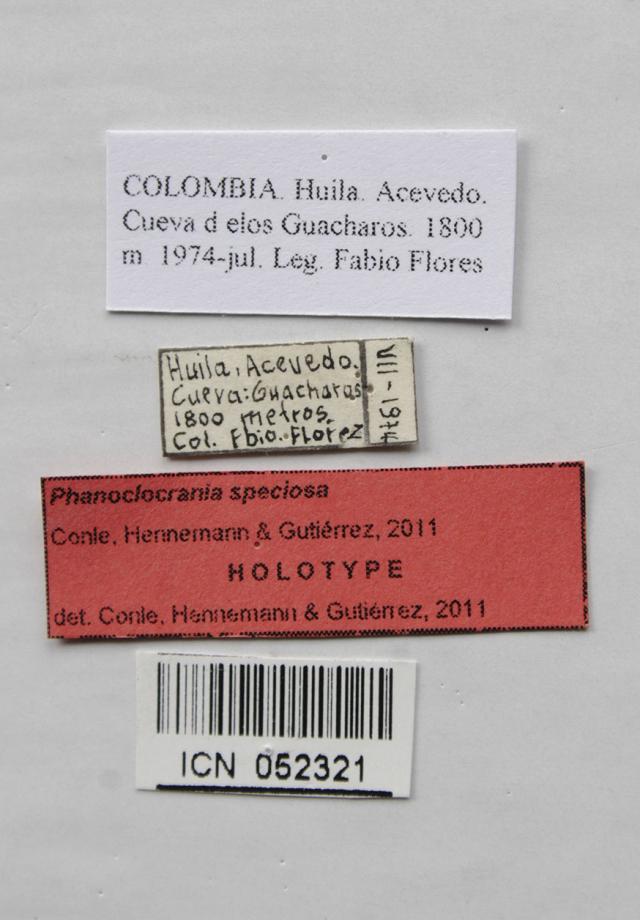 COLOMBIA. Huila. Acevedo.
Cueva d elos Guacharos. 1800
m 1974-jul. Leg. Fabio Flores
Huila, Acevedo.
Cueva: Guacharas
1800 metros.
Col. Fbio. Florez
VII-1974
Phanoclocrania speciosa
Conle, Hennemann & Gutiérrez, 2011
HOLOTYPE
det. Conle, Hennemann & Gutiérrez, 2011
ICN 052321